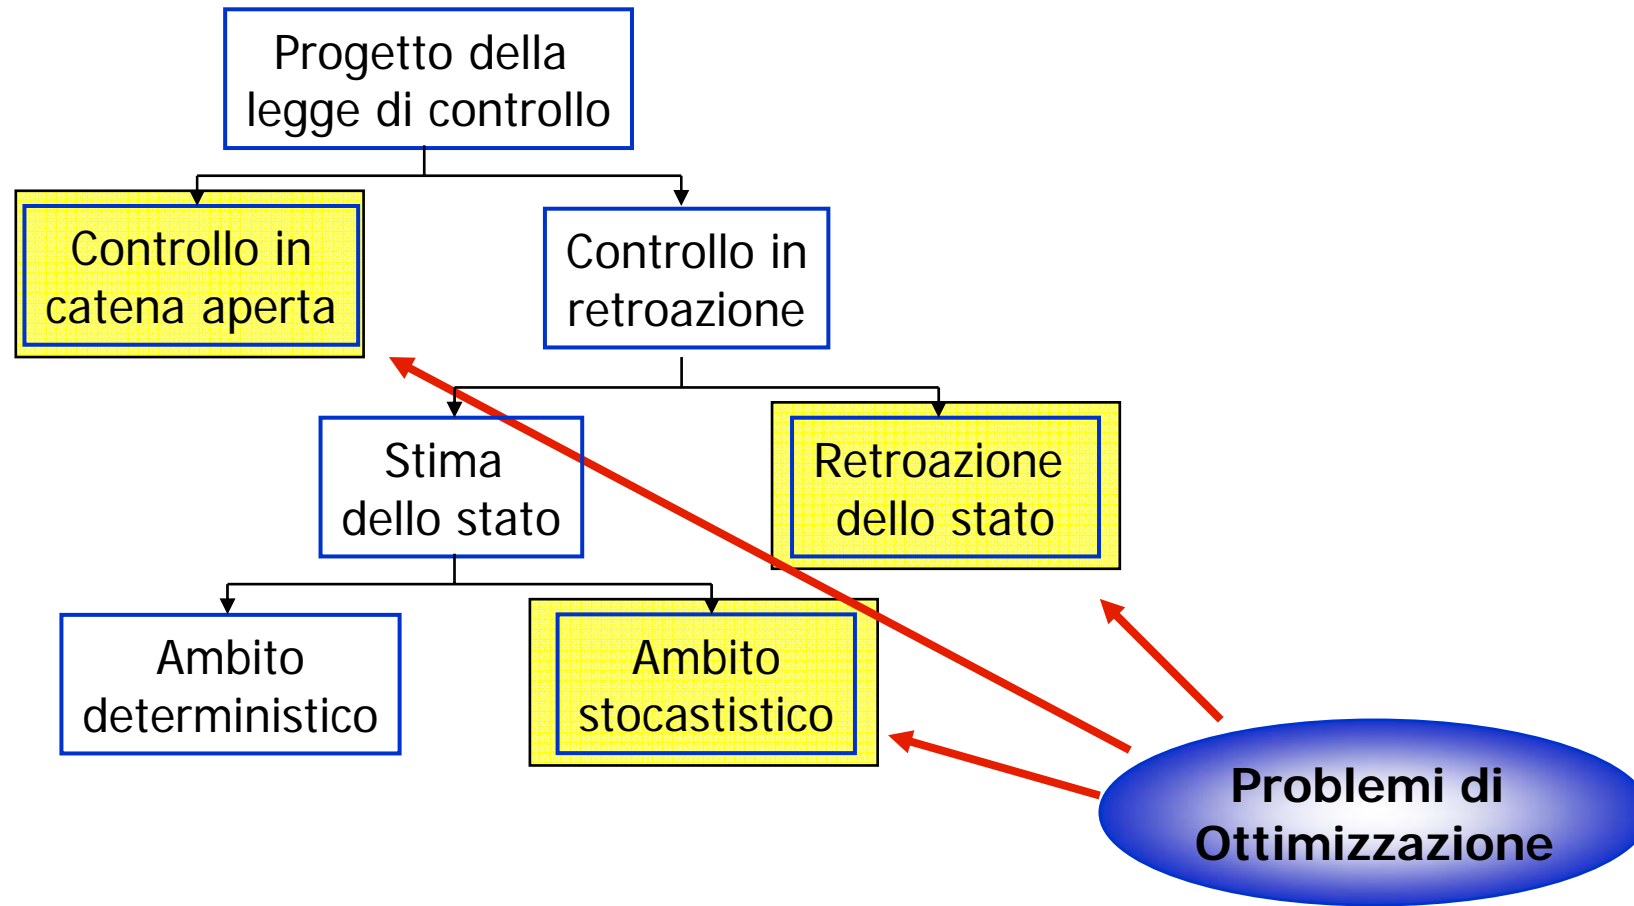 Progetto della
legge di controllo
Controllo in
catena aperta
Controllo in
retroazione
Stima
dello stato
Retroazione
dello stato
Ambito
deterministico
Ambito
stocastistico
Problemi di
Ottimizzazione